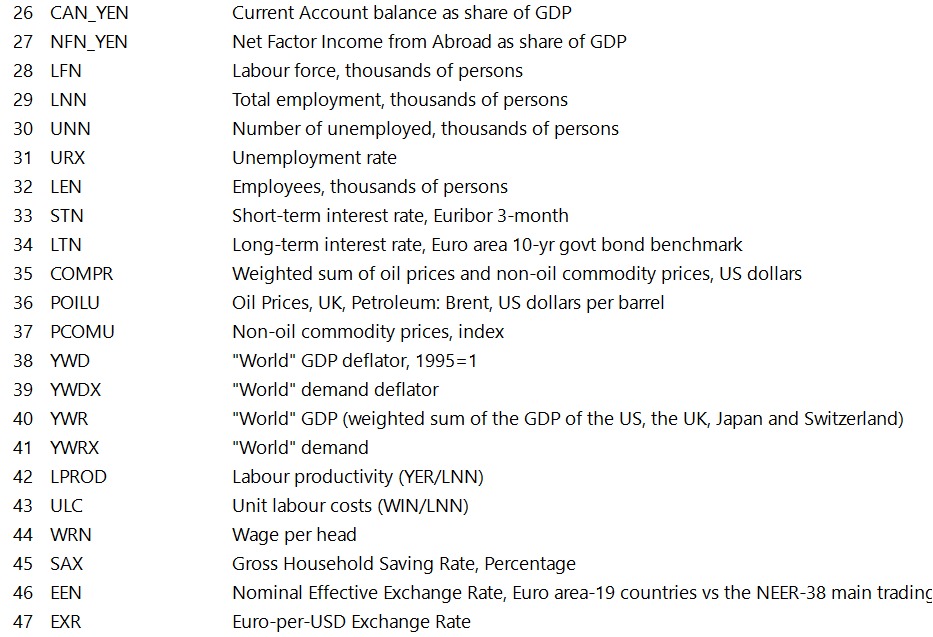 26 CAN_YEN Current Account balance as share of GDP
27 NFN_YEN Net Factor Income from Abroad as share of GDP
28 LFN Labour force, thousands of persons
29 LNN Total employment, thousands of persons
30 UNN Number of unemployed, thousands of persons
31 URX Unemployment rate
32 LEN Employees, thousands of persons
33 STN Short-term interest rate, Euribor 3-month
34 LTN Long-term interest rate, Euro area 10-yr govt bond benchmark
35 COMPR Weighted sum of oil prices and non-oil commodity prices, US dollars
36 POILU Oil Prices, UK, Petroleum: Brent, US dollars per barrel
37 PCOMU Non-oil commodity prices, index
38 YWD "World" GDP deflator, 1995=1
39 YWDX "World" demand deflator
40 YWR "World" GDP (weighted sum of the GDP of the US, the UK, Japan and Switzerland)
41 YWRX "World" demand
42 LPROD Labour productivity (YER/LNN)
43 ULC Unit labour costs (WIN/LNN)
44 WRN Wage per head
45 SAX Gross Household Saving Rate, Percentage
46 EEN Nominal Effective Exchange Rate, Euro area-19 countries vs the NEER-38 main trading
47 EXR Euro-per-USD Exchange Rate